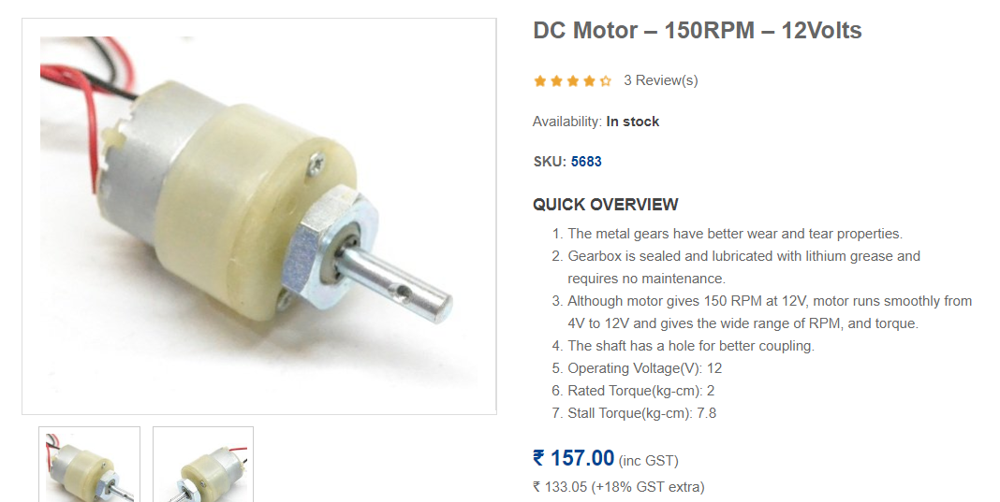 DC Motor – 150RPM – 12Volts
3 Review(s)
Availability: In stock
SKU: 5683
QUICK OVERVIEW
1. The metal gears have better wear and tear properties.
2. Gearbox is sealed and lubricated with lithium grease and
requires no maintenance.
3. Although motor gives 150 RPM at 12V, motor runs smoothly from
4V to 12V and gives the wide range of RPM, and torque.
4. The shaft has a hole for better coupling.
5. Operating Voltage(V): 12
6. Rated Torque(kg-cm): 2
7. Stall Torque(kg-cm): 7.8
₹ 157.00 (inc GST)
₹ 133.05 (+18% GST extra)